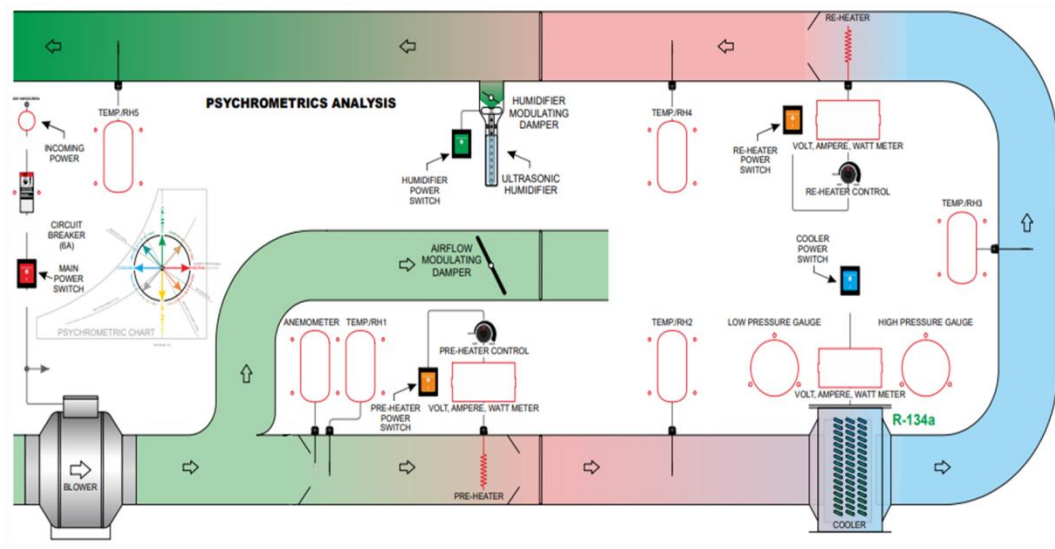 RE-HEATER
PSYCHROMETRICS ANALYSIS
HUMIDIFIER
MODULATING
DAMPER
TEMP./RH5
INCOMING
POWER
HUMIDIFIER
POWER
SWITCH
ULTRASONIC
HUMIDIFIER
TEMP./RH4
RE-HEATER
POWER
SWITCH
VOLT, AMPERE, WATT METER
RE-HEATER CONTROL
TEMP./RH3
CIRCUIT
BREAKER
(6A)
MAIN
POWER
SWITCH
PSYCHROMETRIC CHART
AIRFLOW
MODULATING
DAMPER
COOLER
POWER
SWITCH
ANEMOMETER
TEMP./RH1
PRE-HEATER CONTROL
PRE-HEATER
POWER
SWITCH
VOLT, AMPERE, WATT METER
TEMP./RH2
LOW PRESSURE GAUGE
HIGH PRESSURE GAUGE
VOLT, AMPERE, WATT METER
R-134a
BLOWER
PRE-HEATER
COOLER